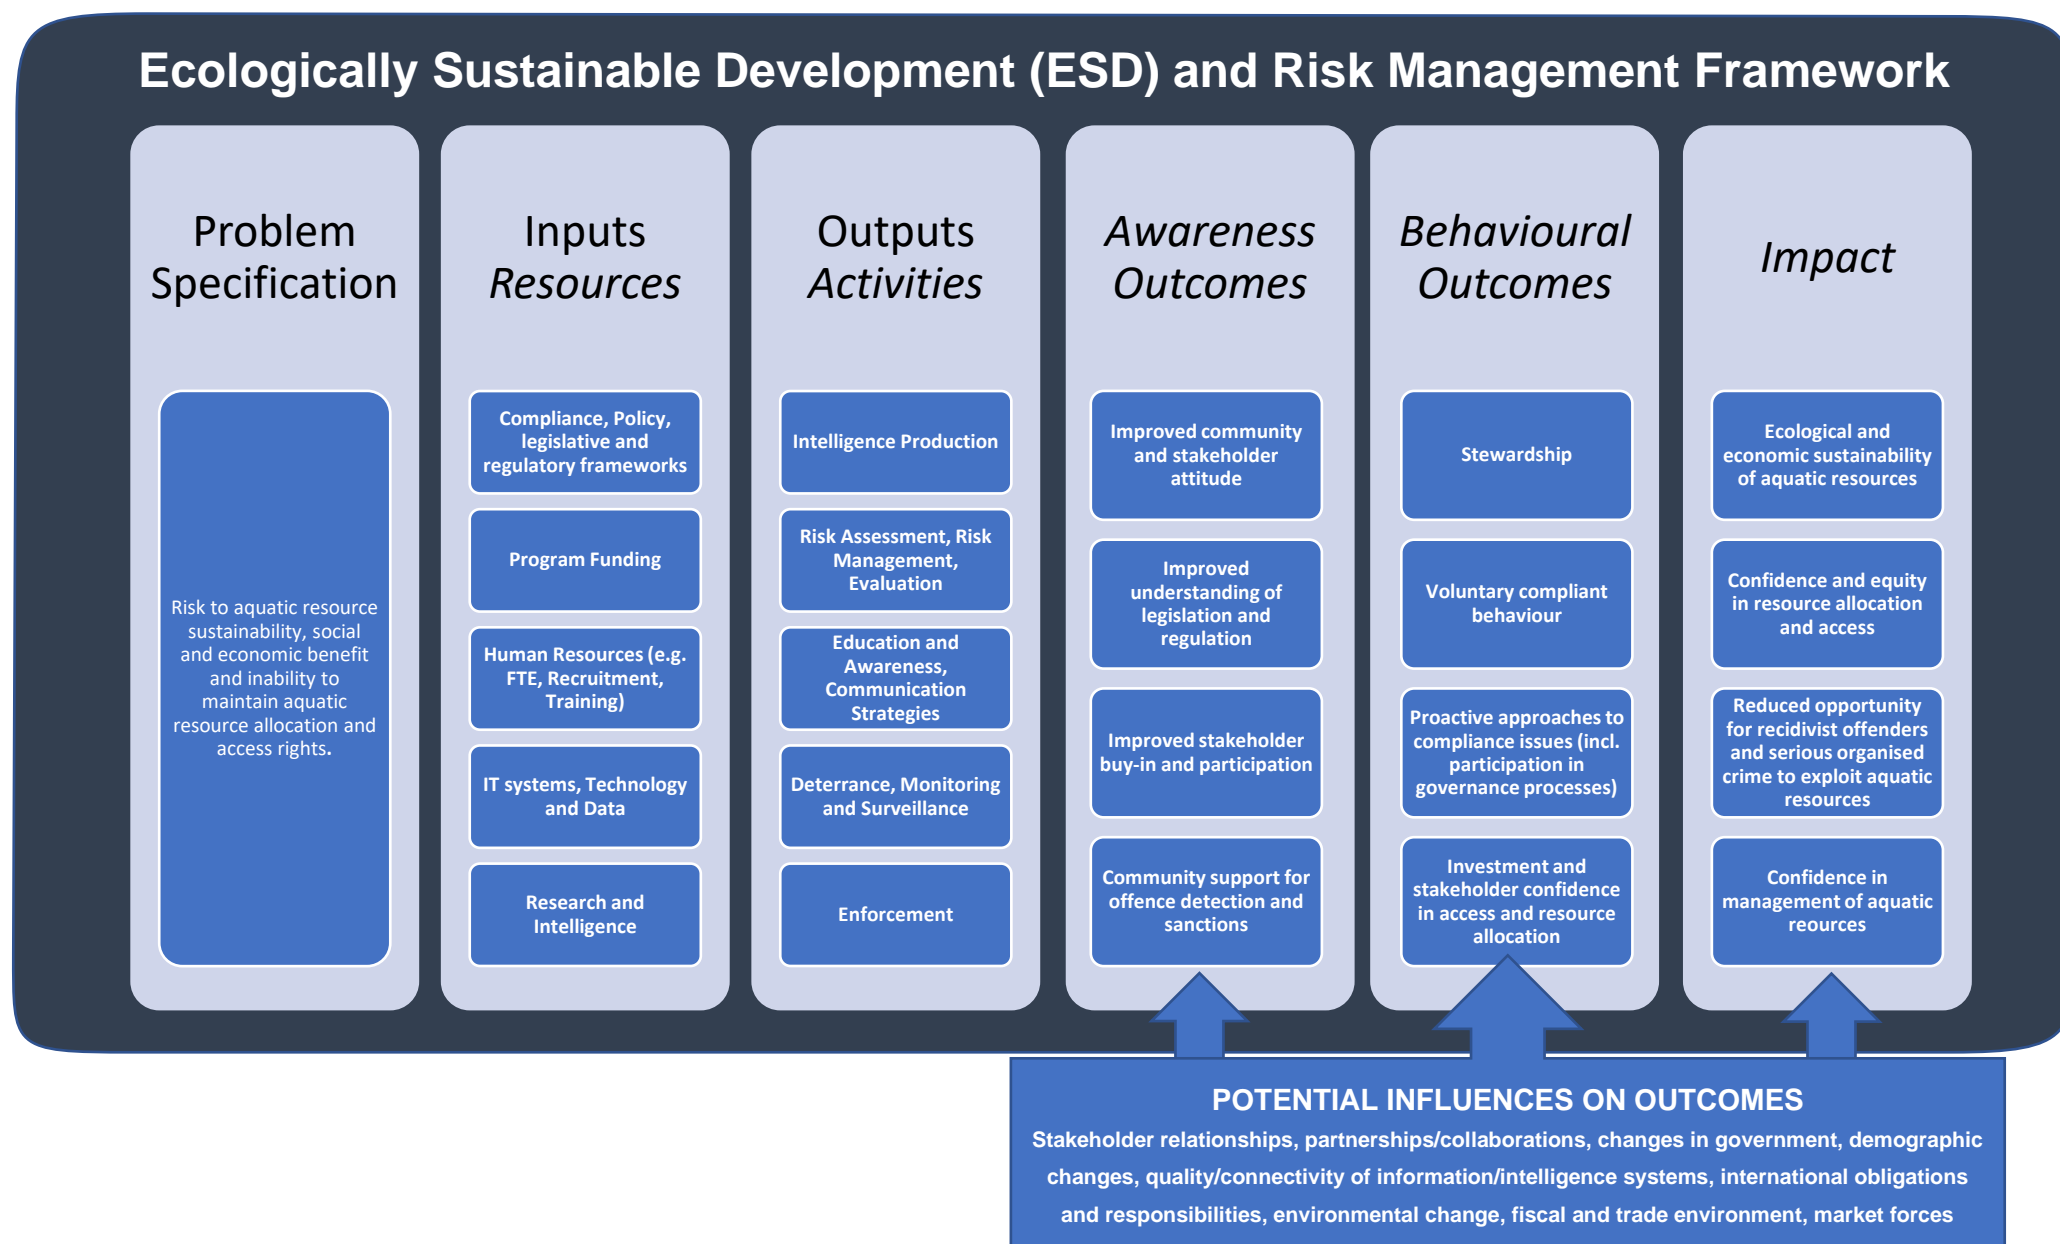 Ecologically Sustainable Development (ESD) and Risk Management Framework
Problem
Specification
Risk to aquatic resource
sustainability, social
and economic benefit
and inability to
maintain aquatic
resource allocation and
access rights.
Inputs
Resources
Compliance, Policy,
legislative and
regulatory frameworks
Program Funding
Human Resources (e.g.
FTE, Recruitment,
Training)
IT systems, Technology
and Data
Research and
Intelligence
Outputs
Activities
Intelligence Production
Risk Assessment, Risk
Management,
Evaluation
Education and
Awareness,
Communication
Strategies
Deterrance, Monitoring
and Surveillance
Enforcement
Awareness
Outcomes
Improved community
and stakeholder
attitude
Improved
understanding of
legislation and
regulation
Improved stakeholder
buy-in and participation
Community support for
offence detection and
sanctions
Behavioural
Outcomes
Stewardship
Voluntary compliant
behaviour
Proactive approaches to
compliance issues (incl.
participation in
governance processes)
Investment and
stakeholder confidence
in access and resource
allocation
Impact
Ecological and
economic sustainability
of aquatic resources
Confidence and equity
in resource allocation
and access
Reduced opportunity
for recidivist offenders
and serious organised
crime to exploit aquatic
resources
Confidence in
management of aquatic
reources
POTENTIAL INFLUENCES ON OUTCOMES
Stakeholder relationships, partnerships/collaborations, changes in government, demographic
changes, quality/connectivity of information/intelligence systems, international obligations
and responsibilities, environmental change, fiscal and trade environment, market forces